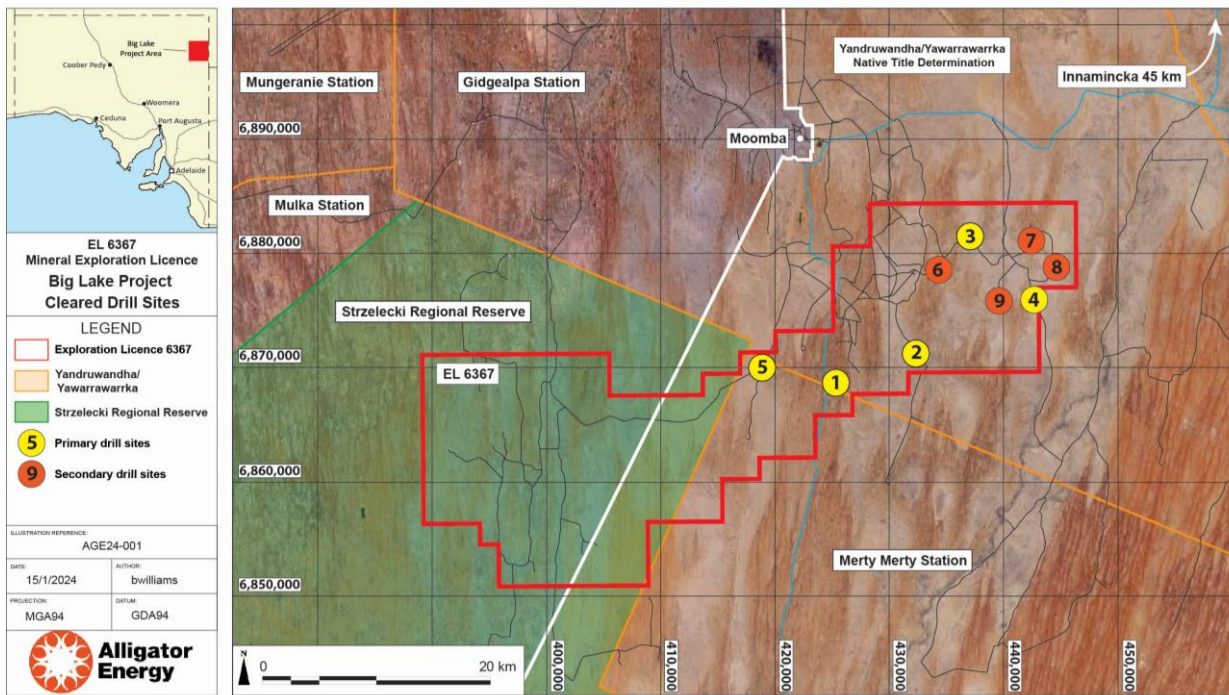 Big Lake
Project Area
Coober Pedy
Woomera
Ceduna
Port Augusta
Adelaide
EL 6367
Mineral Exploration Licence
Big Lake Project
Cleared Drill Sites
LEGEND
Exploration Licence 6367
Yandruwandha/
Yawarrawarrka
Strzelecki Regional Reserve
5 Primary drill sites
9 Secondary drill sites
ILLUSTRATION REFERENCE:
AGE24-001
DATE:
15/1/2024
AUTHOR:
bwilliams
PROJECTION:
MGA94
DATUM:
GDA94
Alligator
Energy
Mungeranie Station
Gidgealpa Station
Yandruwandha/Yawarrawarrka
Native Title Determination
Innamincka 45 km
6,890,000
Moomba
Mulka Station
6,880,000
3
7
6
8
9
4
Strzelecki Regional Reserve
6,870,000
EL 6367
5
1
2
6,860,000
Merty Merty Station
6,850,000
N
0
20 km
400,000
410,000
420,000
430,000
440,000
450,000